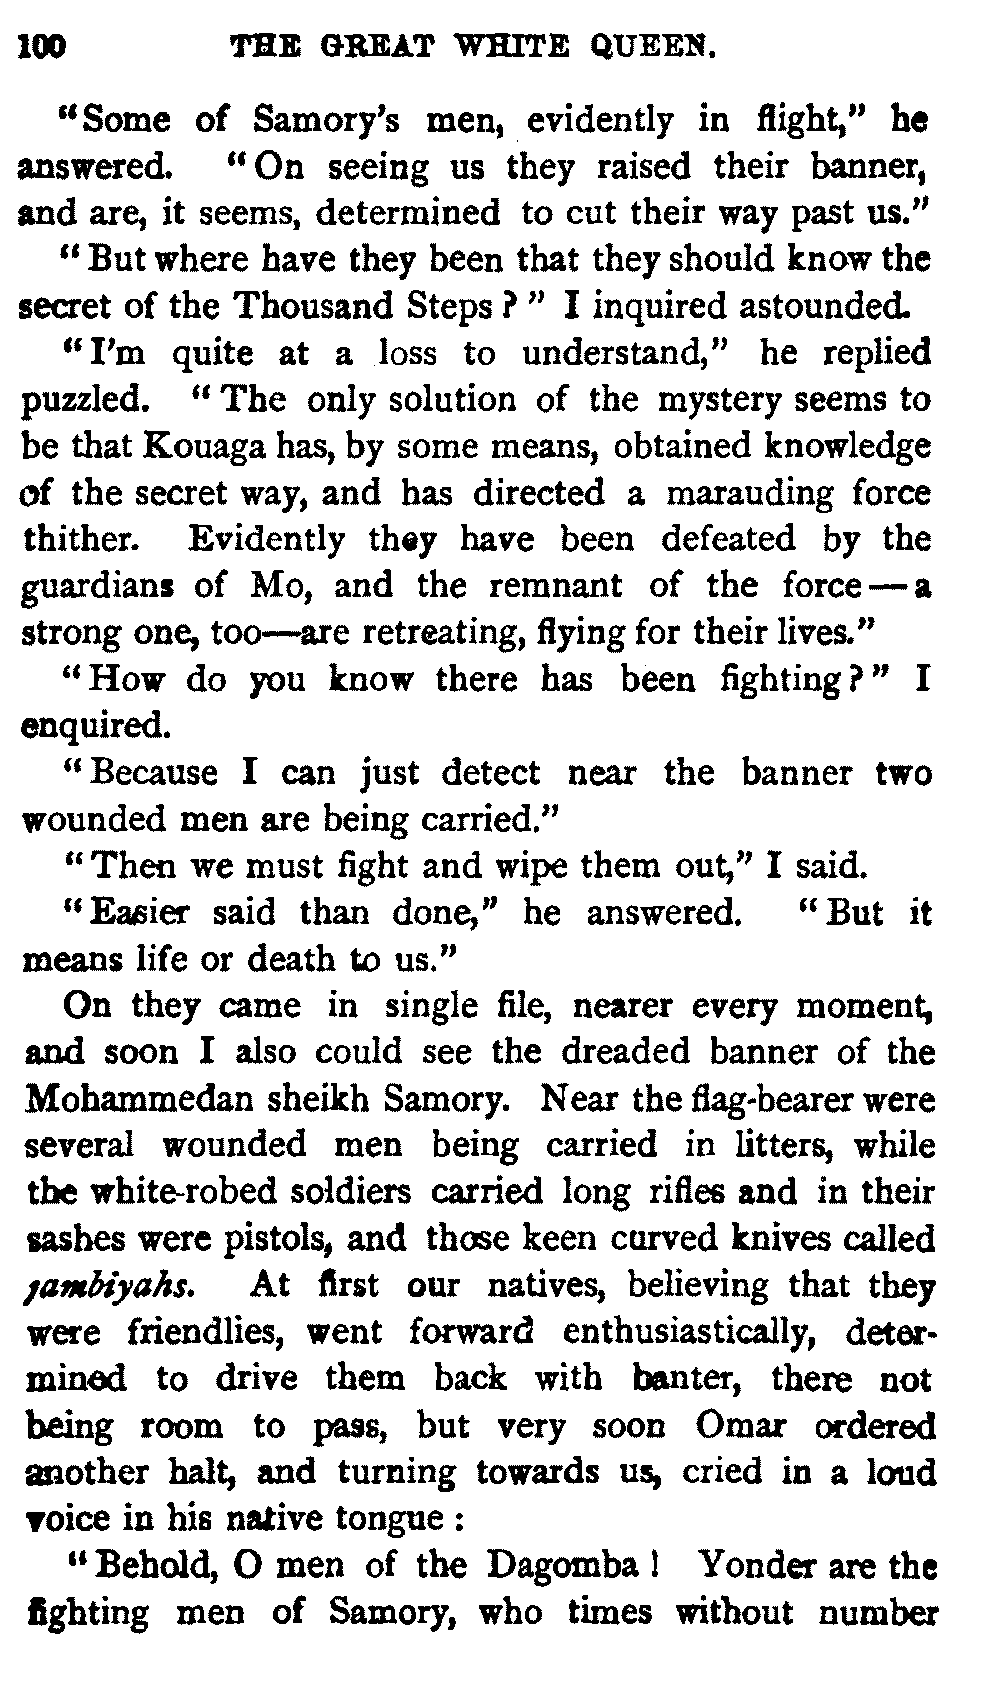 100 THE GREAT WHITE QUEEN.
"Some of Samory's men, evidently in flight," he
answered. "On seeing us they raised their banner,
and are, it seems, determined to cut their way past us."
"But where have they been that they should know the
secret of the Thousand Steps?" I inquired astounded.
"I'm quite at a loss to understand," he replied
puzzled. "The only solution of the mystery seems to
be that Kouaga has, by some means, obtained knowledge
of the secret way, and has directed a marauding force
thither. Evidently they have been defeated by the
guardians of Mo, and the remnant of the force—a
strong one, too—are retreating, flying for their lives."
"How do you know there has been fighting?" I
enquired.
"Because I can just detect near the banner two
wounded men are being carried."
"Then we must fight and wipe them out," I said.
"Easier said than done," he answered. "But it
means life or death to us."
On they came in single file, nearer every moment,
and soon I also could see the dreaded banner of the
Mohammedan sheikh Samory. Near the flag-bearer were
several wounded men being carried in litters, while
the white-robed soldiers carried long rifles and in their
sashes were pistols, and those keen curved knives called
jambiyahs. At first our natives, believing that they
were friendlies, went forward enthusiastically, deter-
mined to drive them back with banter, there not
being room to pass, but very soon Omar ordered
another halt, and turning towards us, cried in a loud
voice in his native tongue:
"Behold, O men of the Dagomba! Yonder are the
fighting men of Samory, who times without number